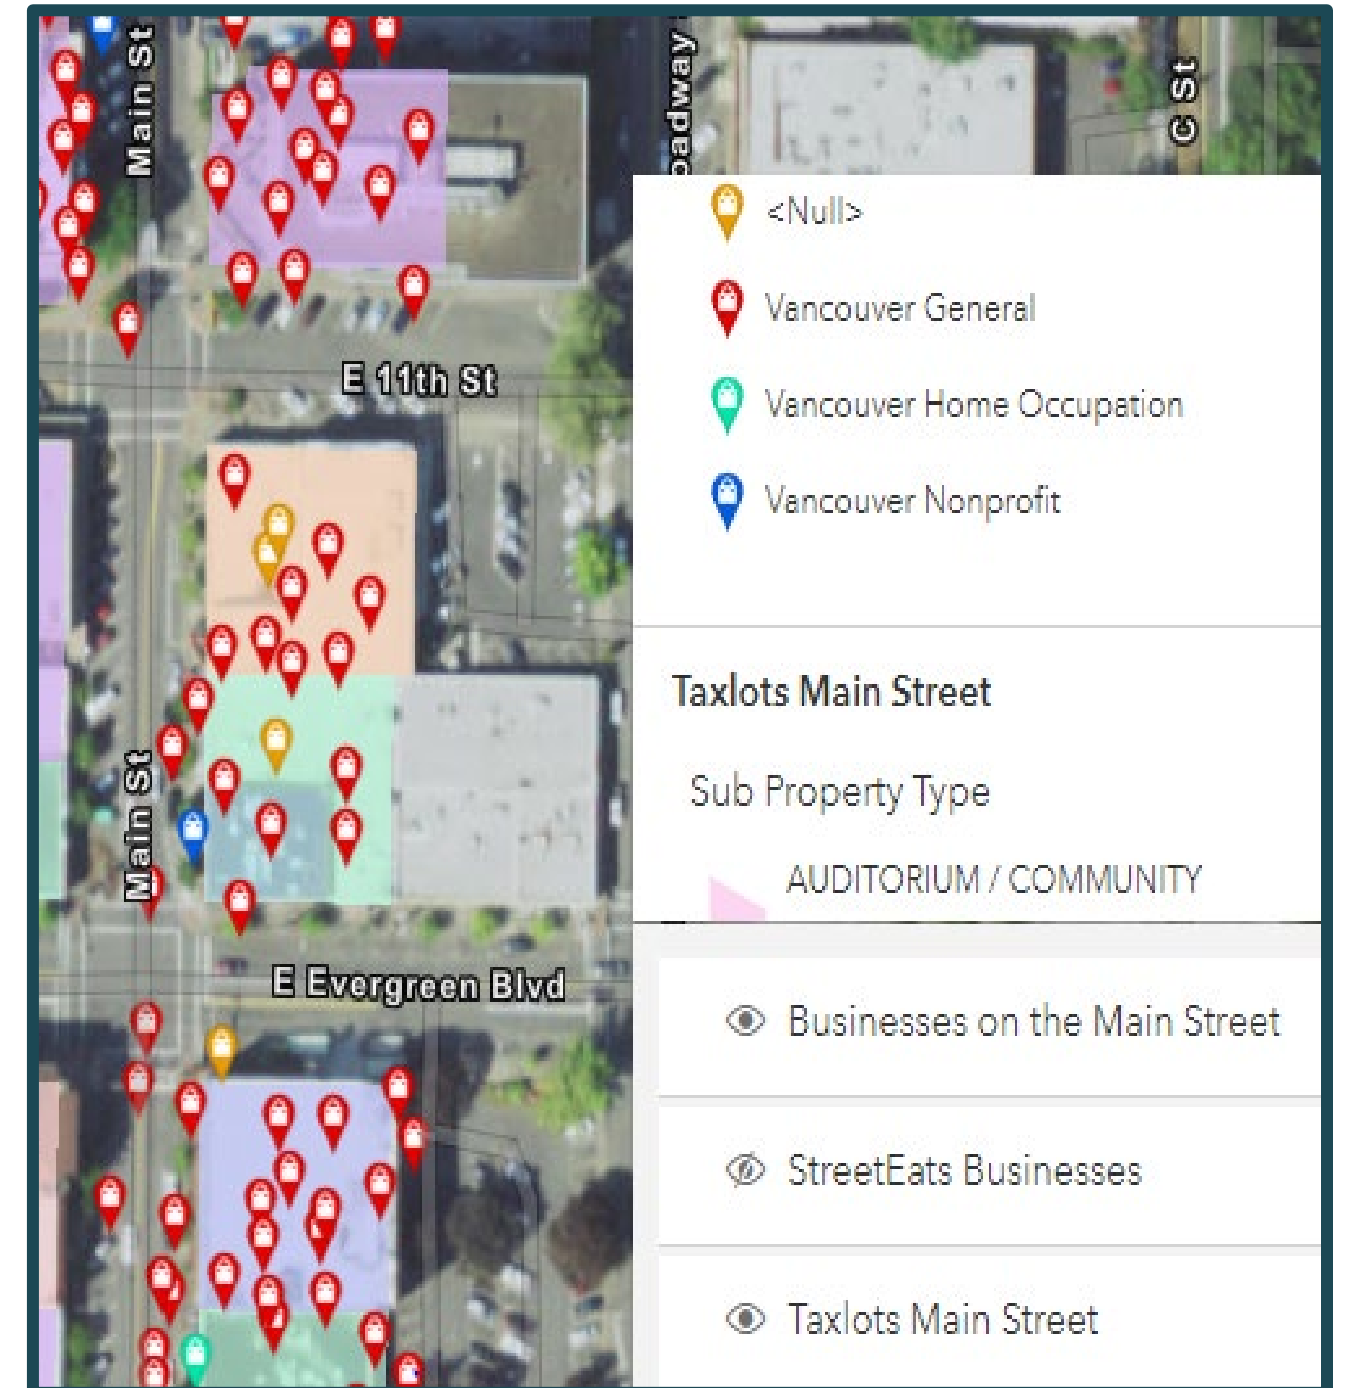 Main St
oadway
C St
E 11th St
Main St
E Evergreen Blvd
<Null>
Vancouver General
Vancouver Home Occupation
Vancouver Nonprofit
Taxlots Main Street
Sub Property Type
AUDITORIUM / COMMUNITY
Businesses on the Main Street
StreetEats Businesses
Taxlots Main Street